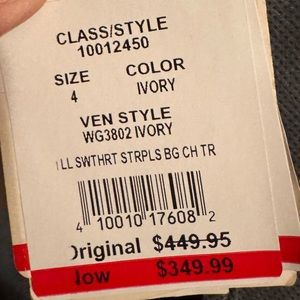 CLASS/STYLE
10012450
SIZE COLOR
4 IVORY
VEN STYLE
WG3802 IVORY
LL SWTHRT STRPLS BG CH TR
4 10010 17608 2
Original $449.95
Now $349.99